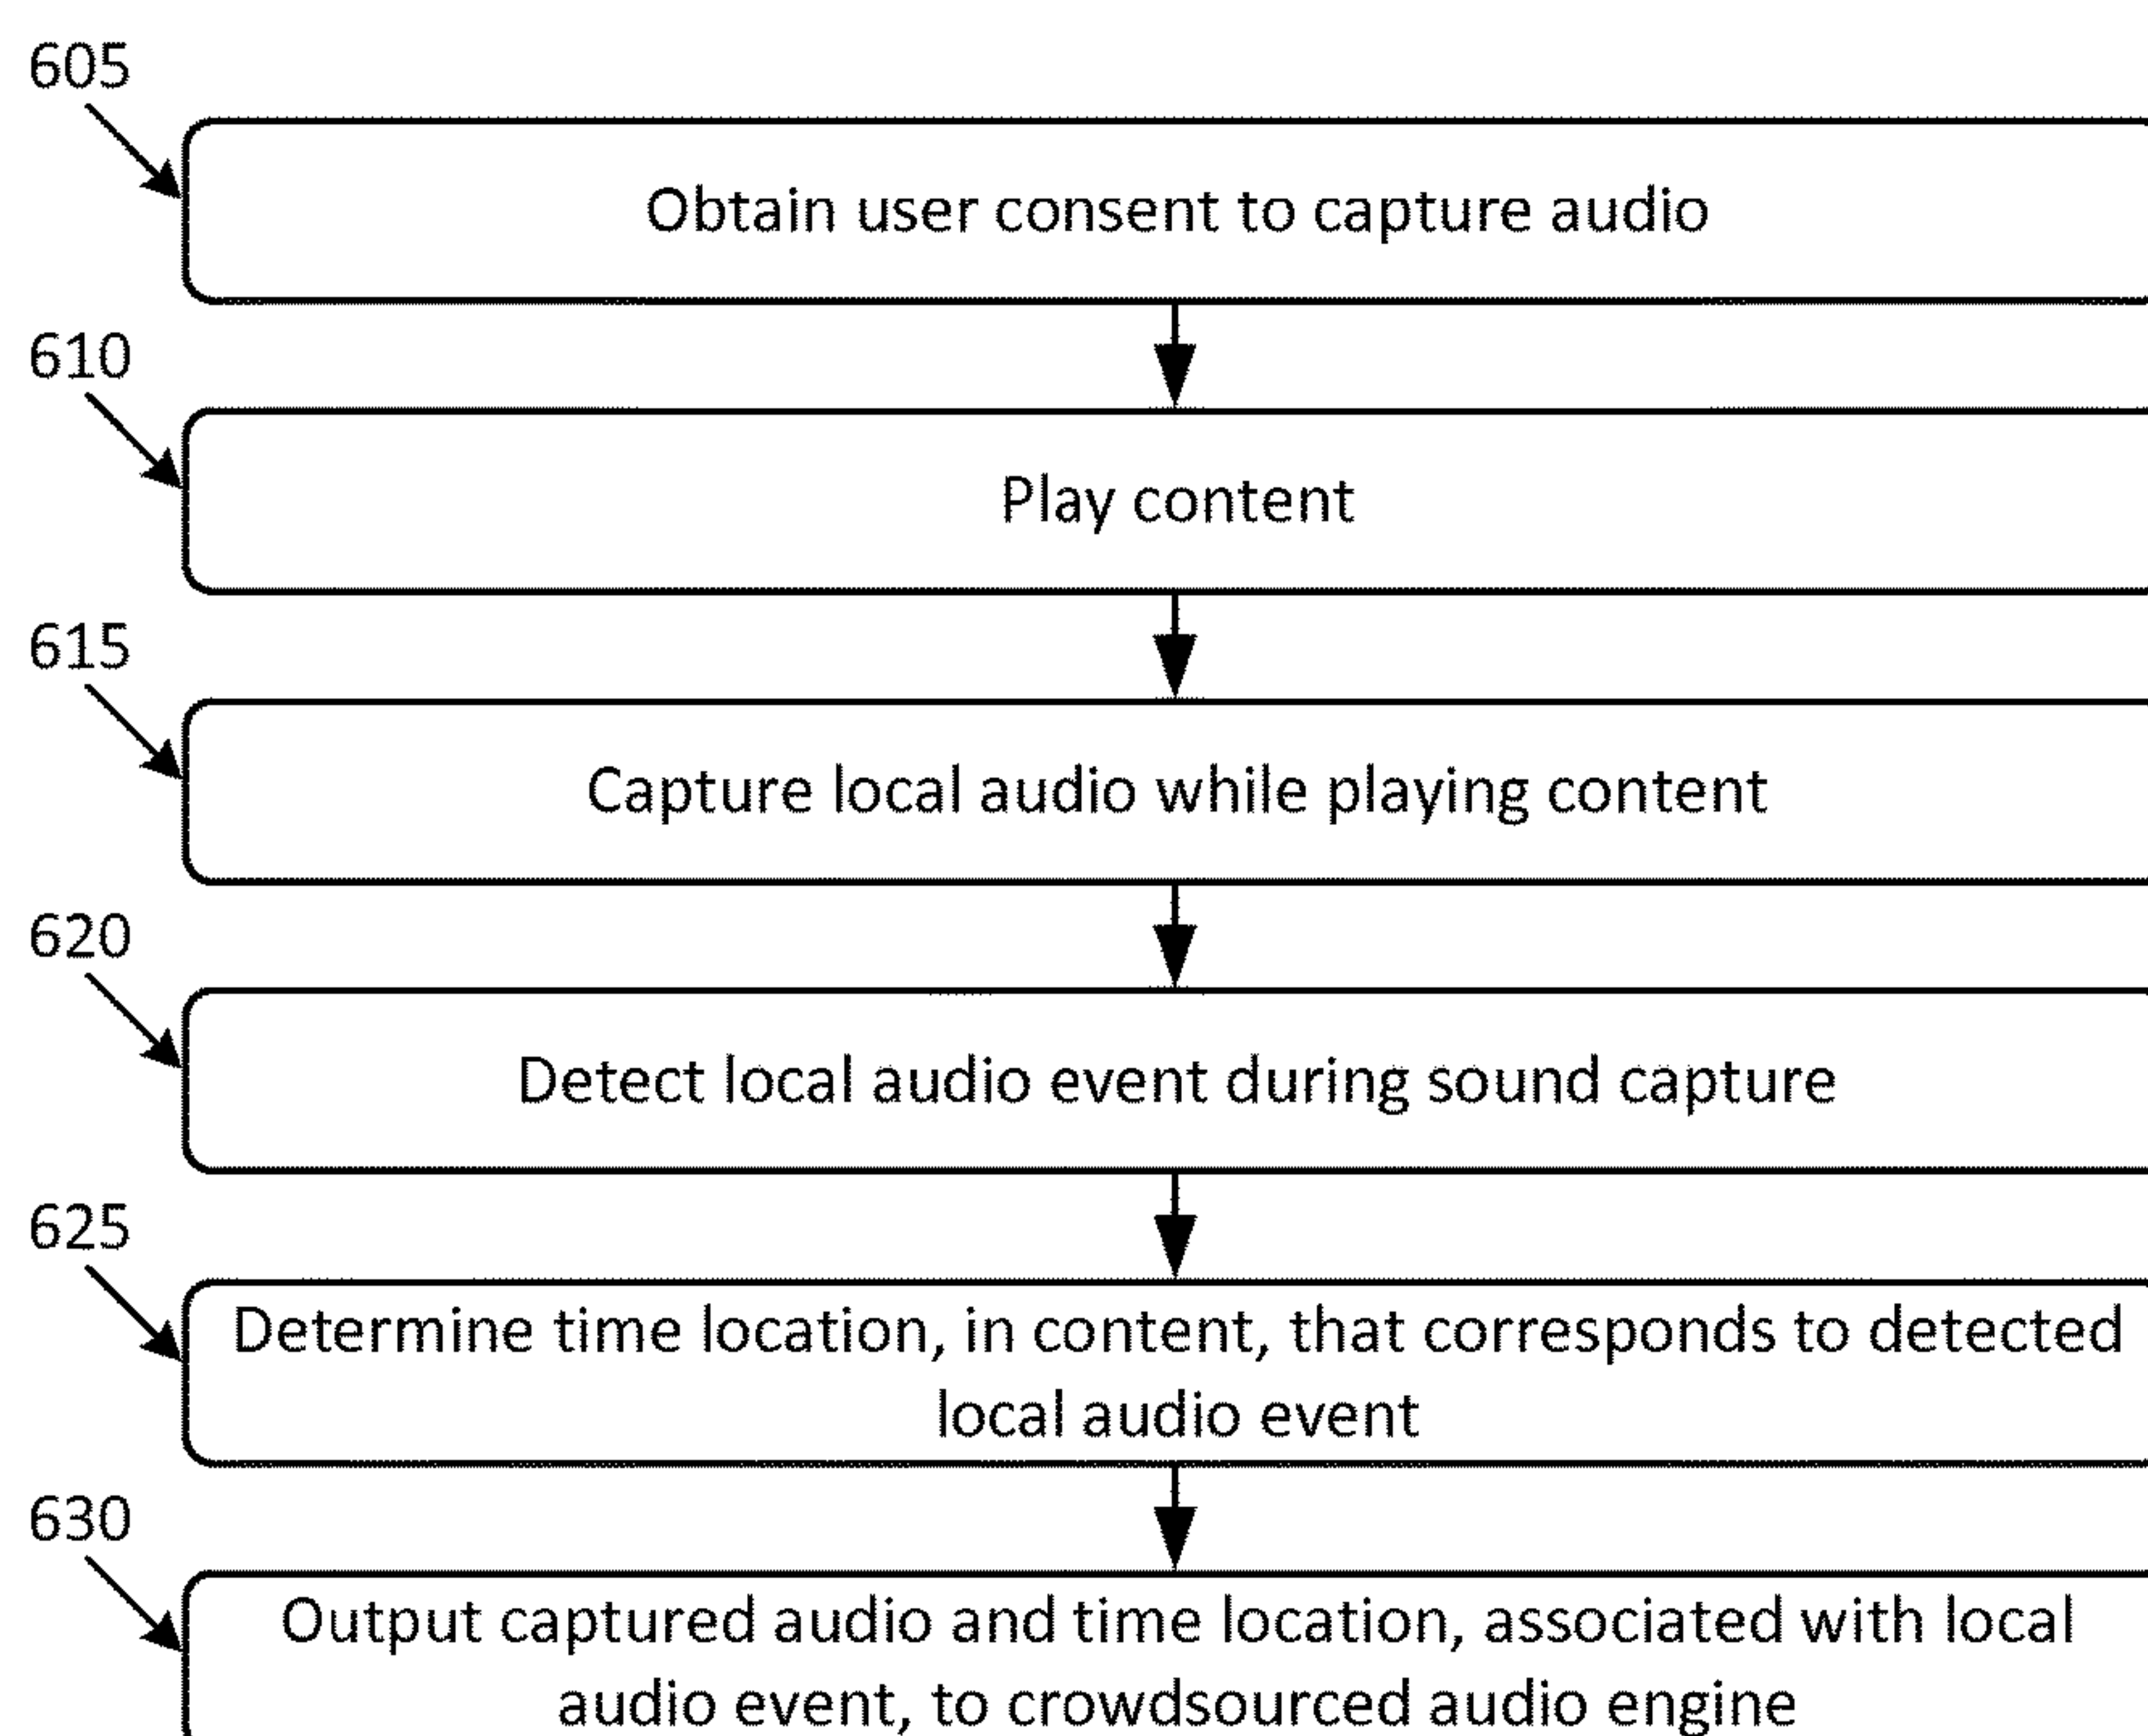 605
Obtain user consent to capture audio
610
Play content
615
Capture local audio while playing content
620
Detect local audio event during sound capture
625
Determine time location, in content, that corresponds to detected
local audio event
630
Output captured audio and time location, associated with local
audio event, to crowdsourced audio engine